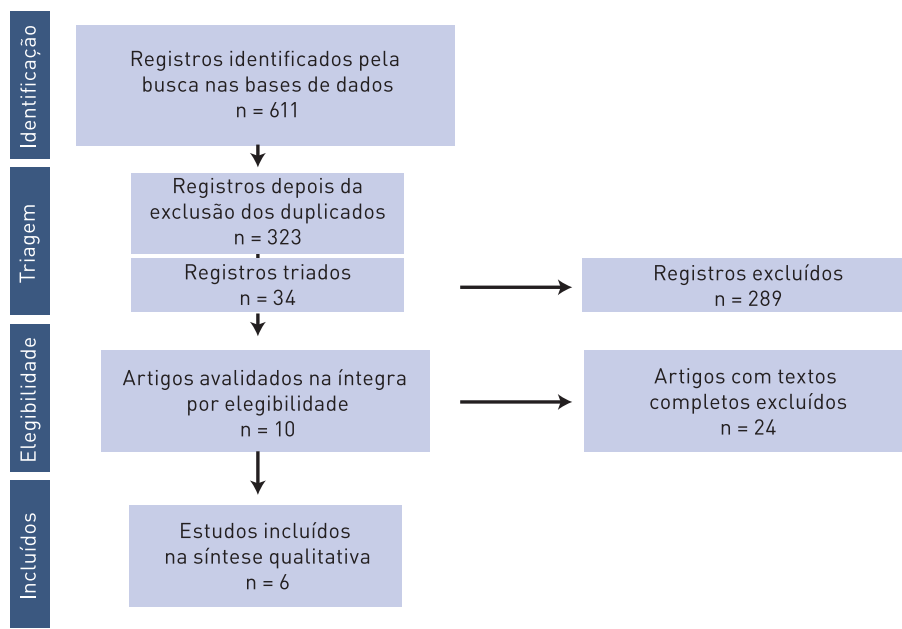 Identificação
Registros identificados pela
busca nas bases de dados
n = 611
Triagem
Registros depois da
exclusão dos duplicados
n = 323
Registros triados
n = 34
Registros excluídos
n = 289
Elegibilidade
Artigos avalidados na íntegra
por elegibilidade
n = 10
Artigos com textos
completos excluídos
n = 24
Incluídos
Estudos incluídos
na síntese qualitativa
n = 6